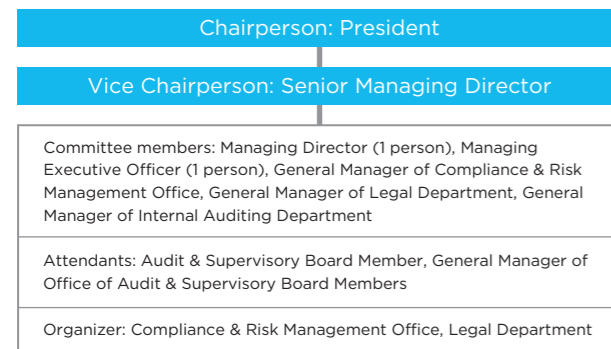 Chairperson: President
Vice Chairperson: Senior Managing Director
Committee members: Managing Director (1 person), Managing
Executive Officer (1 person), General Manager of Compliance & Risk
Management Office, General Manager of Legal Department, General
Manager of Internal Auditing Department
Attendants: Audit & Supervisory Board Member, General Manager of
Office of Audit & Supervisory Board Members
Organizer: Compliance & Risk Management Office, Legal Department